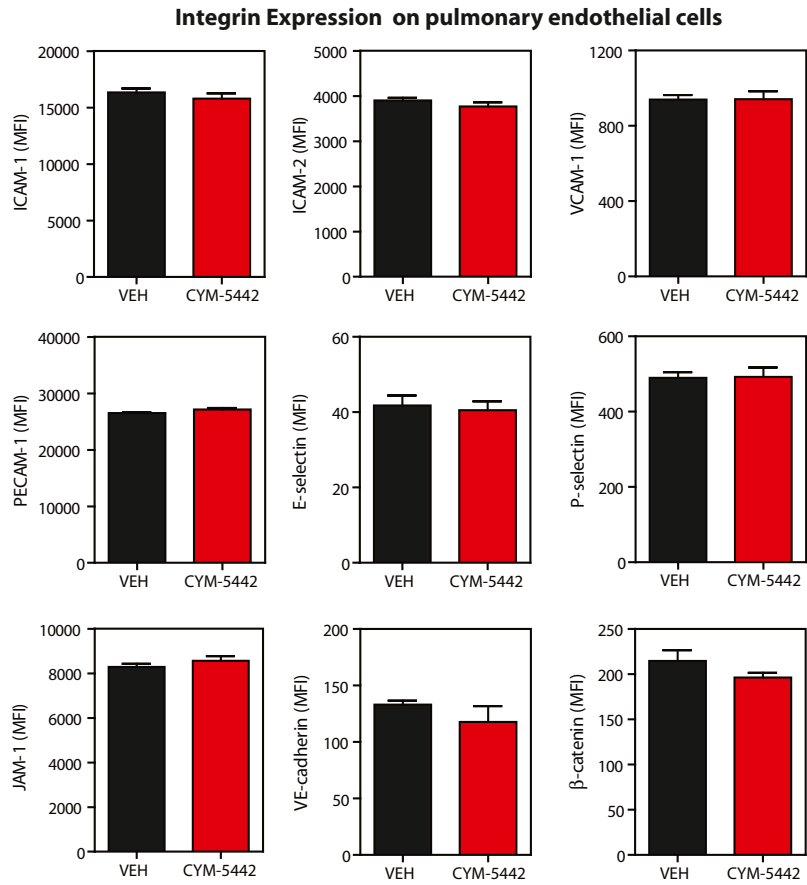 Integrin Expression on pulmonary endothelial cells
ICAM-1 (MFI)
20000
15000
10000
5000
0
VEH CYM-5442
ICAM-2 (MFI)
5000
4000
3000
2000
1000
0
VEH CYM-5442
VCAM-1 (MFI)
1200
900
400
200
0
VEH CYM-5442
PECAM-1 (MFI)
40000
30000
20000
10000
0
VEH CYM-5442
E-selectin (MFI)
60
40
20
0
VEH CYM-5442
P-selectin (MFI)
600
400
200
0
VEH CYM-5442
JAM-1 (MFI)
10000
8000
6000
4000
2000
0
VEH CYM-5442
VE-cadherin (MFI)
200
150
100
50
0
VEH CYM-5442
β-catenin (MFI)
250
200
150
100
50
0
VEH CYM-5442